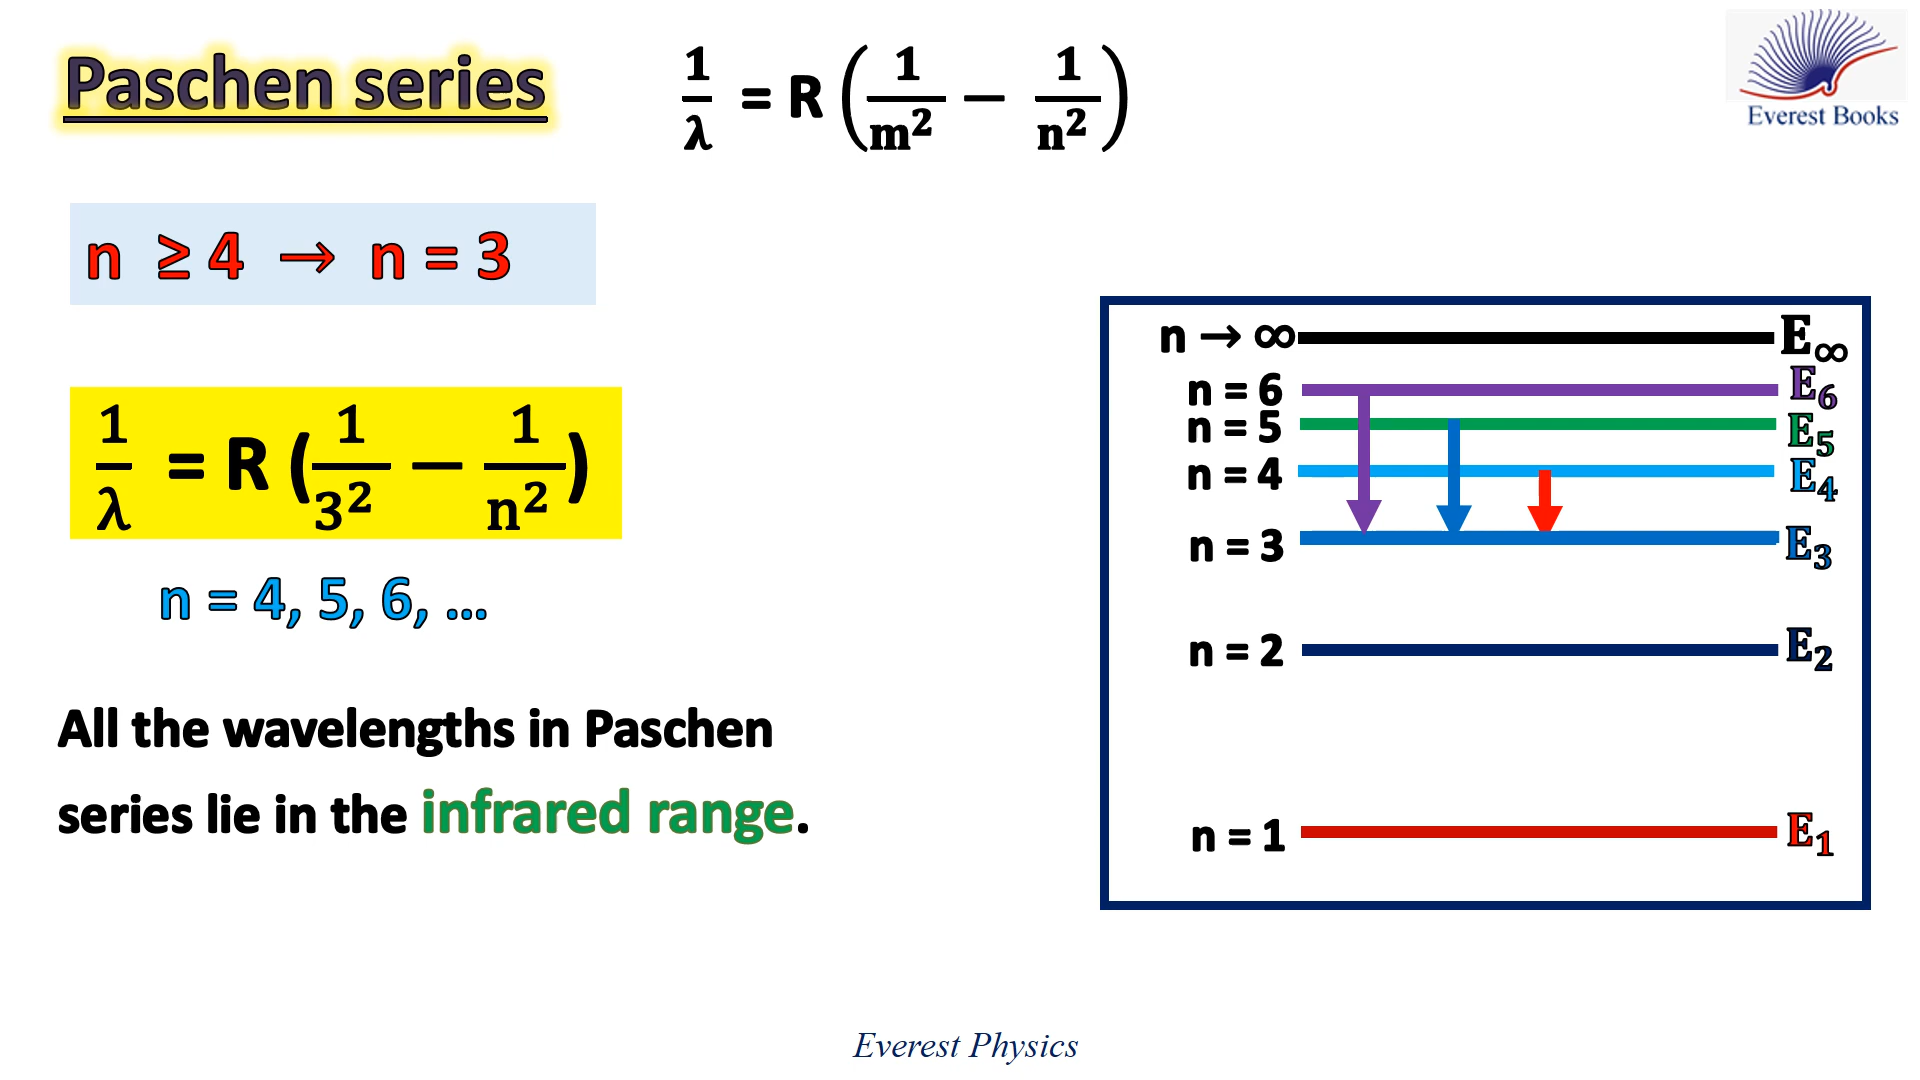 Paschen series
1/λ = R (1/m² − 1/n²)
Everest Books
n ≥ 4 → n = 3
1/λ = R (1/3² − 1/n²)
n = 4, 5, 6, ...
All the wavelengths in Paschen
series lie in the infrared range.
n → ∞ E∞
n = 6 E₆
n = 5 E₅
n = 4 E₄
n = 3 E₃
n = 2 E₂
n = 1 E₁
Everest Physics